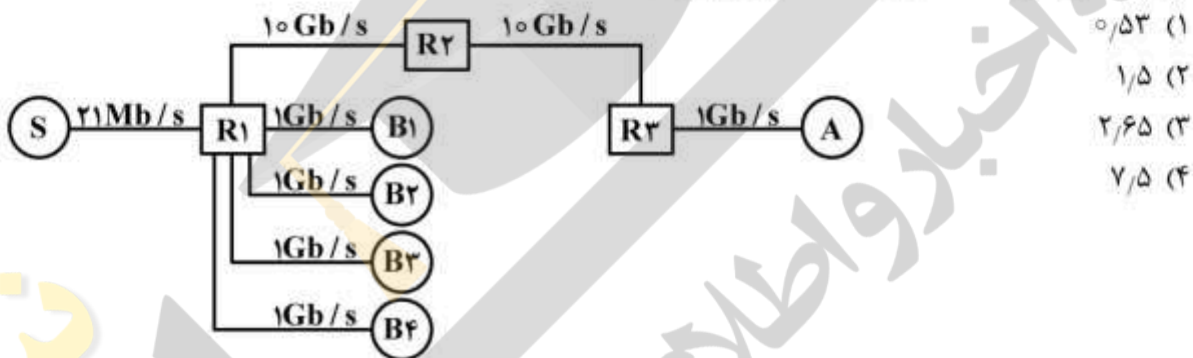 ۱) ۰٫۵۳
۲) ۱٫۵
۳) ۲٫۶۵
۴) ۷٫۵
۱۰Gb/s
R۲
۱۰Gb/s
S
۲۱Mb/s
R۱
۱Gb/s
B۱
R۳
۱Gb/s
A
۱Gb/s
B۲
۱Gb/s
B۳
۱Gb/s
B۴